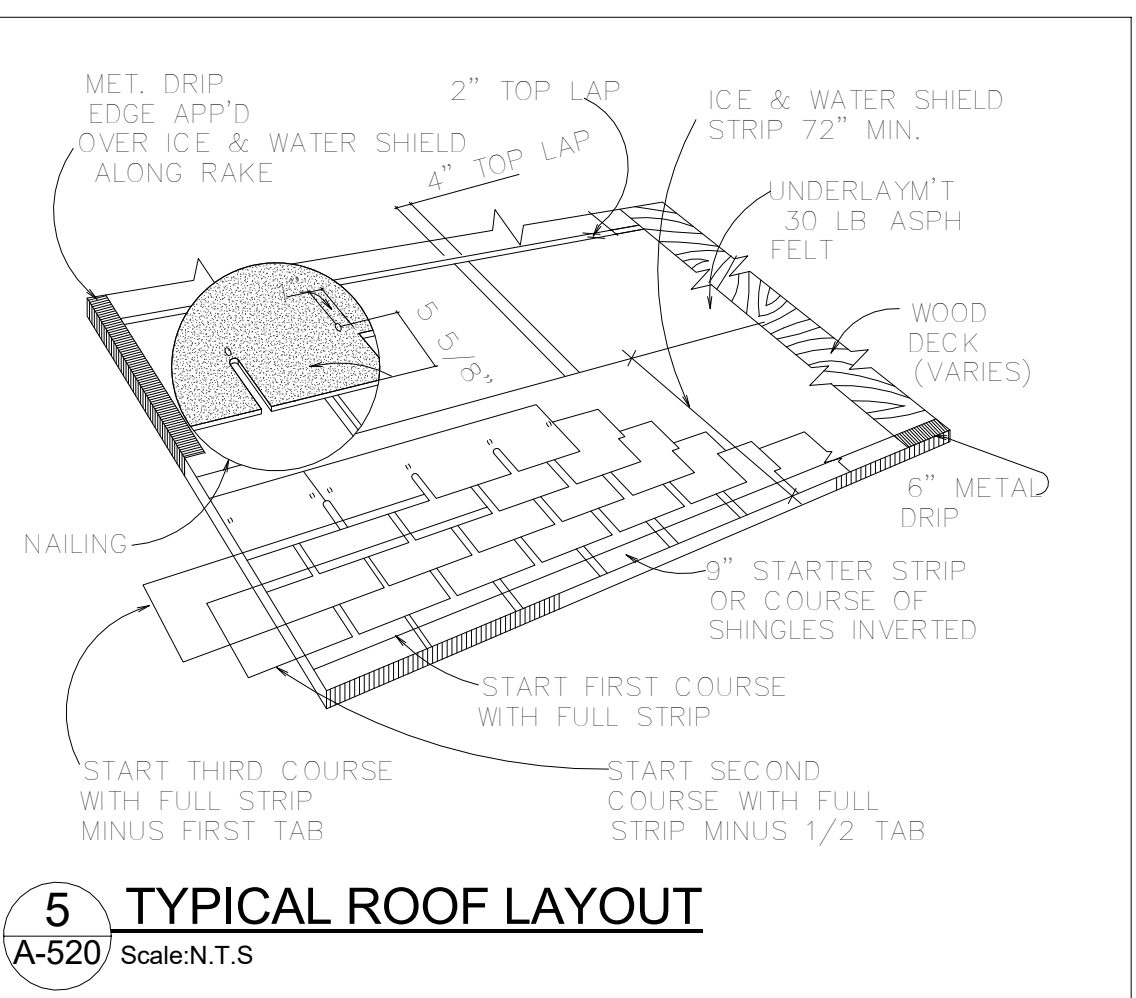 MET. DRIP
EDGE APP'D
OVER ICE & WATER SHIELD
ALONG RAKE
2" TOP LAP
4" TOP LAP
ICE & WATER SHIELD
STRIP 72" MIN.
UNDERLAYM'T
30 LB ASPH
FELT
WOOD
DECK
(VARIES)
5 5/8"
6" METAL
DRIP
NAILING
9" STARTER STRIP
OR COURSE OF
SHINGLES INVERTED
START FIRST COURSE
WITH FULL STRIP
START THIRD COURSE
WITH FULL STRIP
MINUS FIRST TAB
START SECOND
COURSE WITH FULL
STRIP MINUS 1/2 TAB
5
A-520
TYPICAL ROOF LAYOUT
Scale:N.T.S